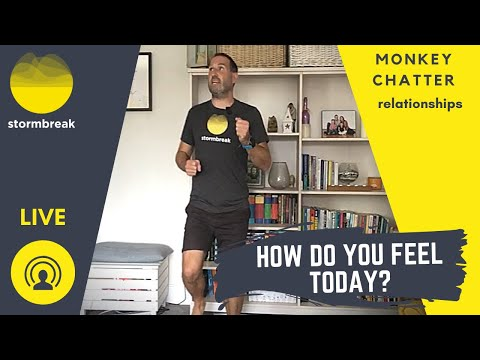 stormbreak
LIVE
stormbreak
MONKEY
CHATTER
relationships
HOW DO YOU FEEL
TODAY?